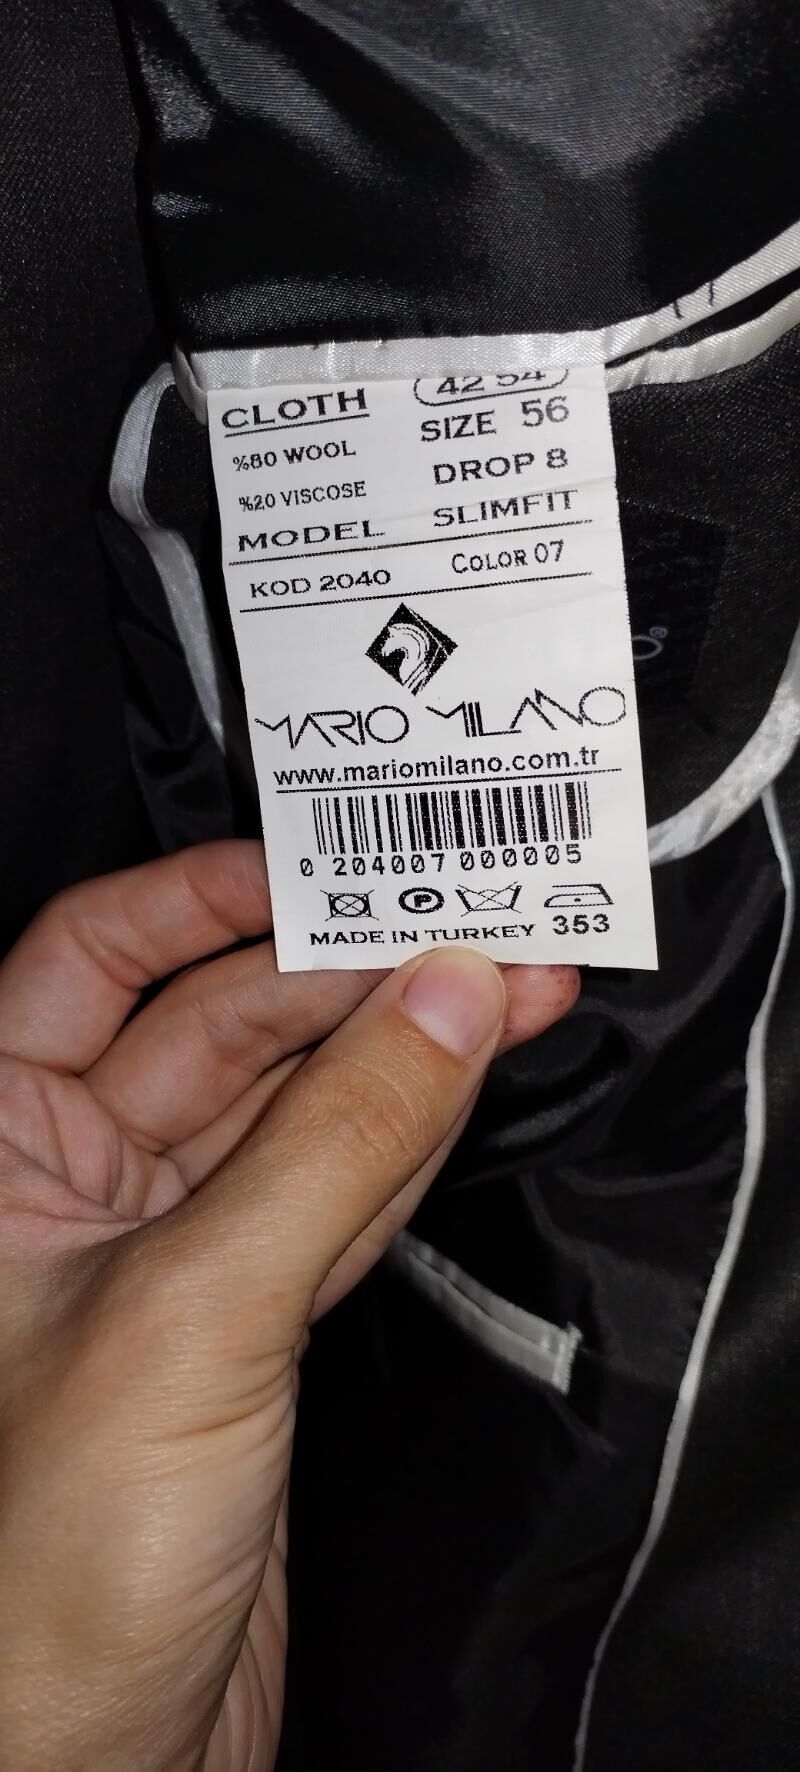 42 54
CLOTH SIZE 56
%80 WOOL DROP 8
%20 VISCOSE SLIMFIT
MODEL
KOD 2040 COLOR 07
MARIO MILANO
www.mariomilano.com.tr
0 204007 000005
P
MADE IN TURKEY 353